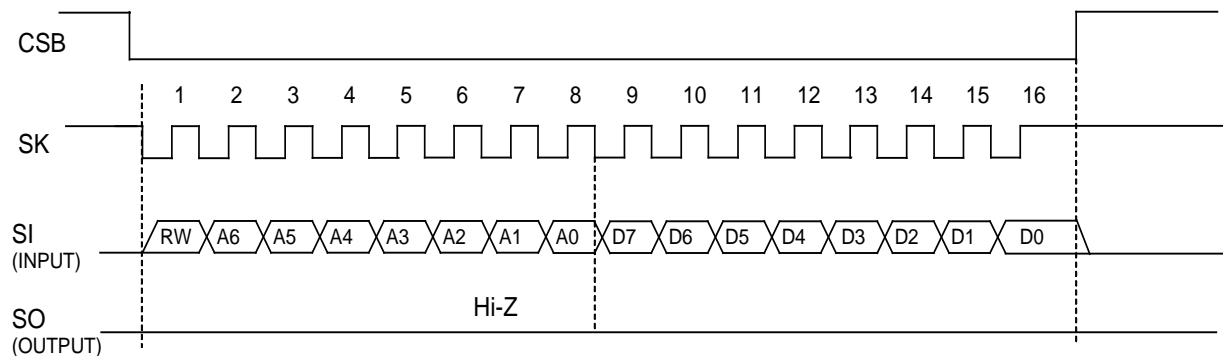 CSB
1 2 3 4 5 6 7 8 9 10 11 12 13 14 15 16
SK
SI
(INPUT)
RW A6 A5 A4 A3 A2 A1 A0 D7 D6 D5 D4 D3 D2 D1 D0
Hi-Z
SO
(OUTPUT)